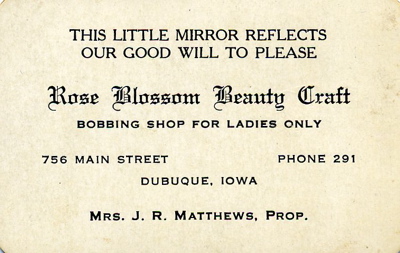 THIS LITTLE MIRROR REFLECTS
OUR GOOD WILL TO PLEASE
Rose Blossom Beauty Craft
BOBBING SHOP FOR LADIES ONLY
756 MAIN STREET PHONE 291
DUBUQUE, IOWA
MRS. J. R. MATTHEWS, PROP.